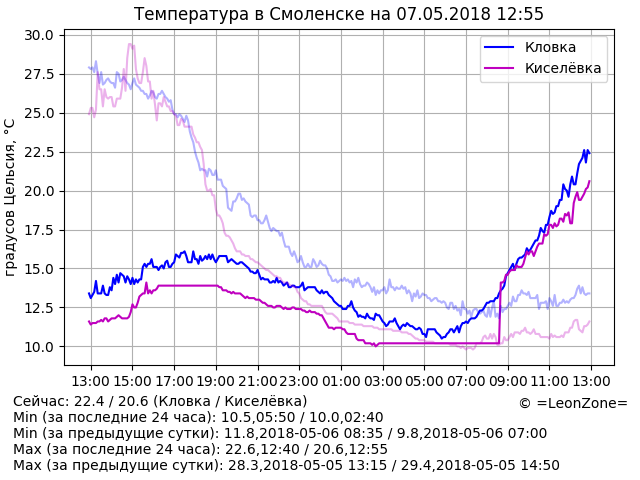 Температура в Смоленске на 07.05.2018 12:55
градусов Цельсия, °C
30.0
27.5
25.0
22.5
20.0
17.5
15.0
12.5
10.0
Кловка
Киселёвка
13:00 15:00 17:00 19:00 21:00 23:00 01:00 03:00 05:00 07:00 09:00 11:00 13:00
Сейчас: 22.4 / 20.6 (Кловка / Киселёвка)
© =LeonZone=
Min (за последние 24 часа): 10.5,05:50 / 10.0,02:40
Min (за предыдущие сутки): 11.8,2018-05-06 08:35 / 9.8,2018-05-06 07:00
Max (за последние 24 часа): 22.6,12:40 / 20.6,12:55
Max (за предыдущие сутки): 28.3,2018-05-05 13:15 / 29.4,2018-05-05 14:50